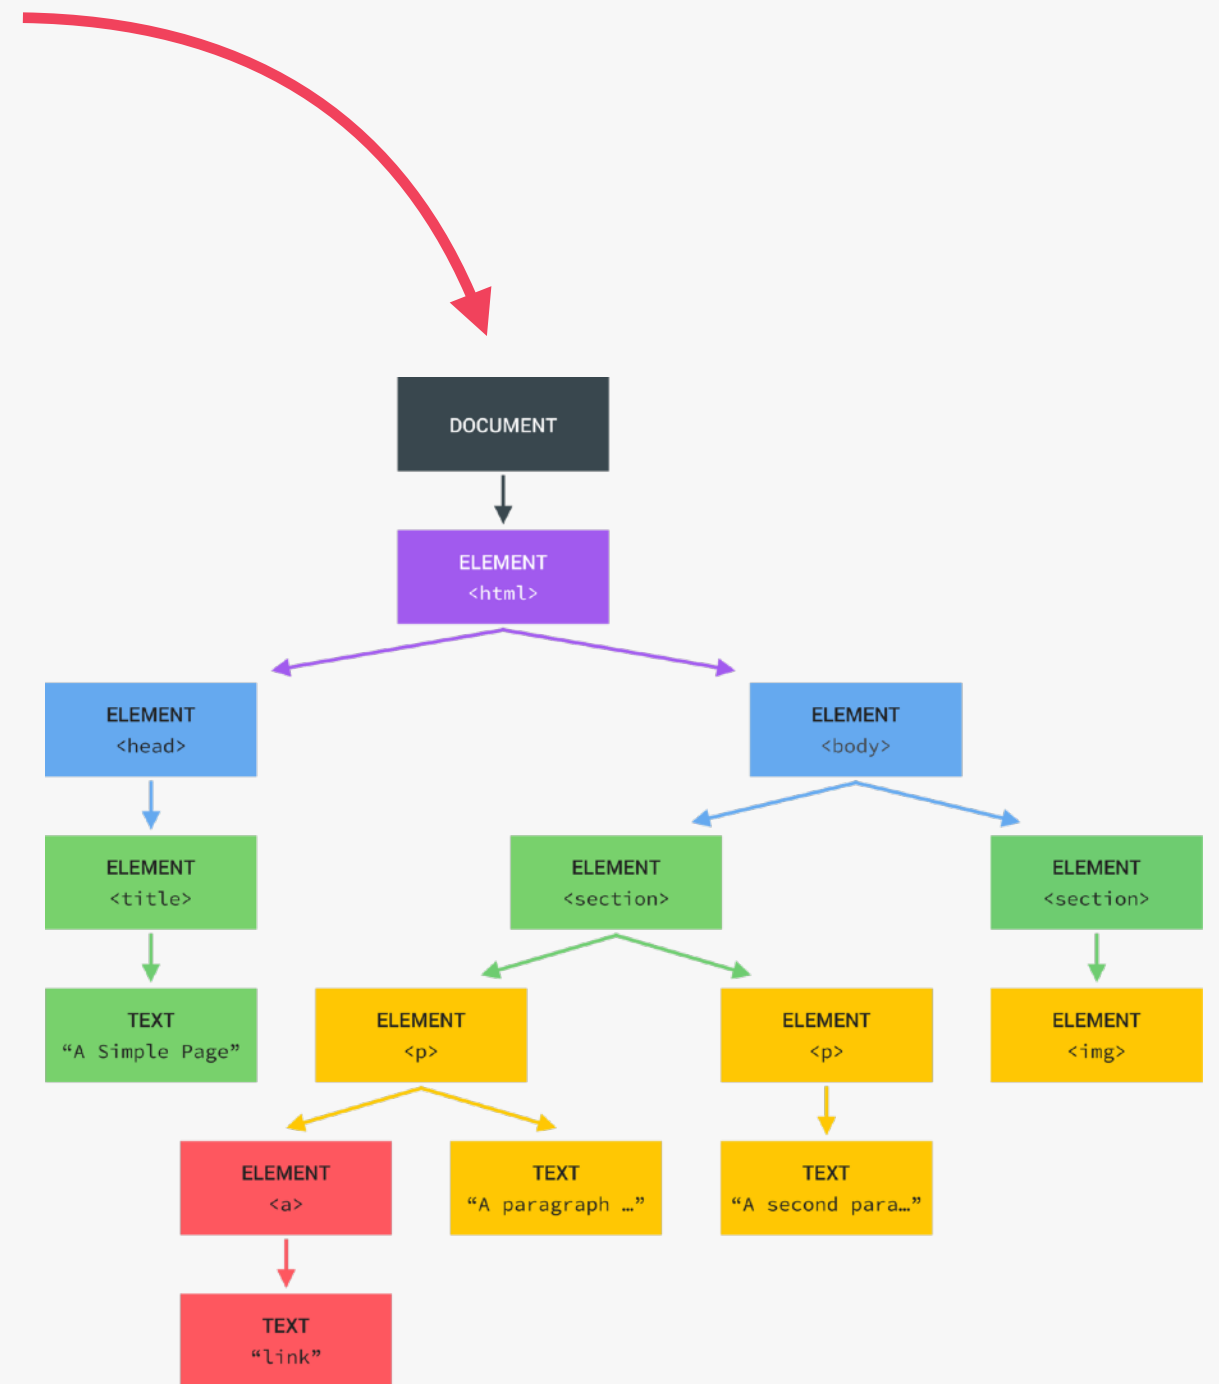 DOCUMENT
ELEMENT
<html>
ELEMENT
<head>
ELEMENT
<body>
ELEMENT
<title>
ELEMENT
<section>
ELEMENT
<section>
TEXT
“A Simple Page”
ELEMENT
<p>
ELEMENT
<p>
ELEMENT
<img>
ELEMENT
<a>
TEXT
“A paragraph …”
TEXT
“A second para…”
TEXT
“link”